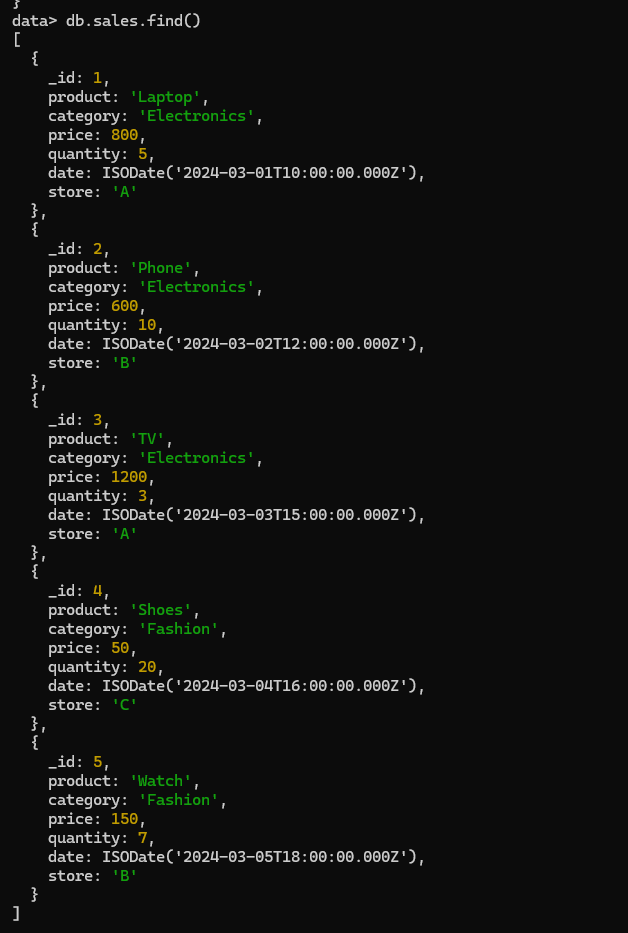 }
data> db.sales.find()
[
  {
    _id: 1,
    product: 'Laptop',
    category: 'Electronics',
    price: 800,
    quantity: 5,
    date: ISODate('2024-03-01T10:00:00.000Z'),
    store: 'A'
  },
  {
    _id: 2,
    product: 'Phone',
    category: 'Electronics',
    price: 600,
    quantity: 10,
    date: ISODate('2024-03-02T12:00:00.000Z'),
    store: 'B'
  },
  {
    _id: 3,
    product: 'TV',
    category: 'Electronics',
    price: 1200,
    quantity: 3,
    date: ISODate('2024-03-03T15:00:00.000Z'),
    store: 'A'
  },
  {
    _id: 4,
    product: 'Shoes',
    category: 'Fashion',
    price: 50,
    quantity: 20,
    date: ISODate('2024-03-04T16:00:00.000Z'),
    store: 'C'
  },
  {
    _id: 5,
    product: 'Watch',
    category: 'Fashion',
    price: 150,
    quantity: 7,
    date: ISODate('2024-03-05T18:00:00.000Z'),
    store: 'B'
  }
]